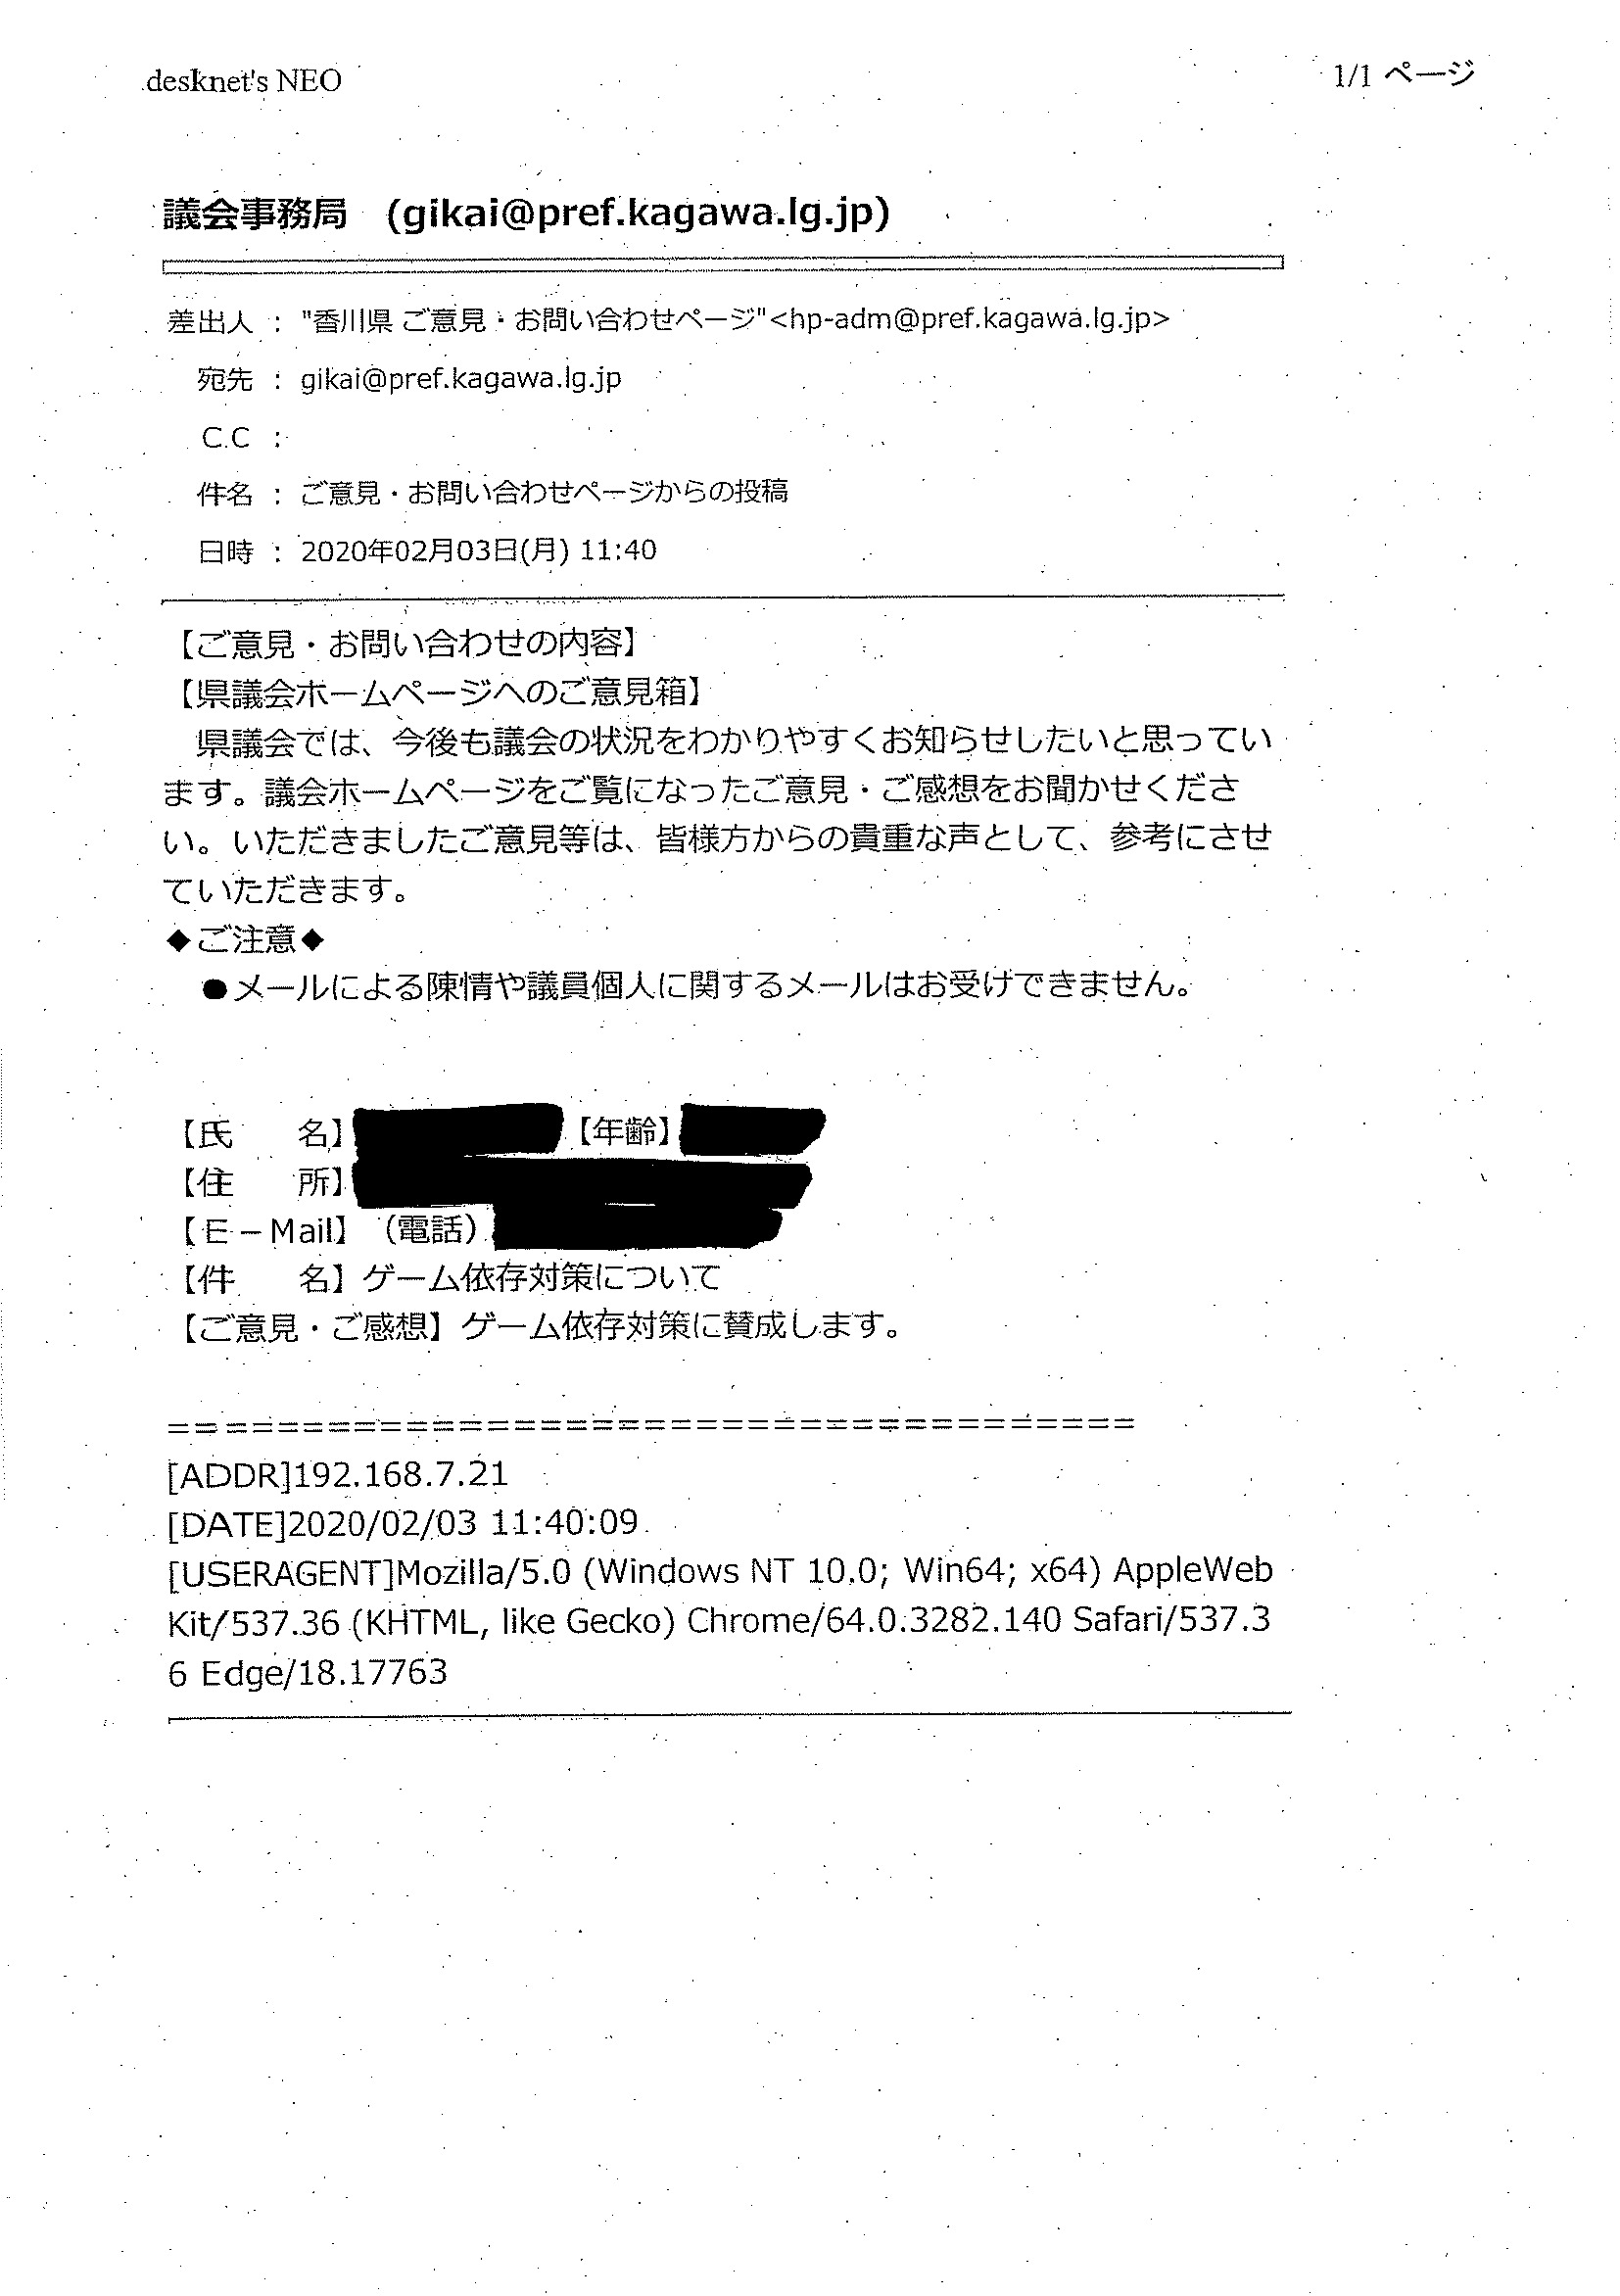 desknet's NEO
1/1 ページ
議会事務局　(gikai@pref.kagawa.lg.jp)
差出人 : "香川県 ご意見・お問い合わせページ"<hp-adm@pref.kagawa.lg.jp>
宛先 : gikai@pref.kagawa.lg.jp
C.C :
件名 : ご意見・お問い合わせページからの投稿
日時 : 2020年02月03日(月) 11:40
【ご意見・お問い合わせの内容】
【県議会ホームページへのご意見箱】
　県議会では、今後も議会の状況をわかりやすくお知らせしたいと思ってい
ます。議会ホームページをご覧になったご意見・ご感想をお聞かせくださ
い。いただきましたご意見等は、皆様方からの貴重な声として、参考にさせ
ていただきます。
◆ご注意◆
　●メールによる陳情や議員個人に関するメールはお受けできません。
【氏　　名】【年齢】
【住　　所】
【Ｅ－Mail】（電話）
【件　　名】ゲーム依存対策について
【ご意見・ご感想】ゲーム依存対策に賛成します。
=====================================
[ADDR]192.168.7.21
[DATE]2020/02/03 11:40:09
[USERAGENT]Mozilla/5.0 (Windows NT 10.0; Win64; x64) AppleWeb
Kit/537.36 (KHTML, like Gecko) Chrome/64.0.3282.140 Safari/537.3
6 Edge/18.17763